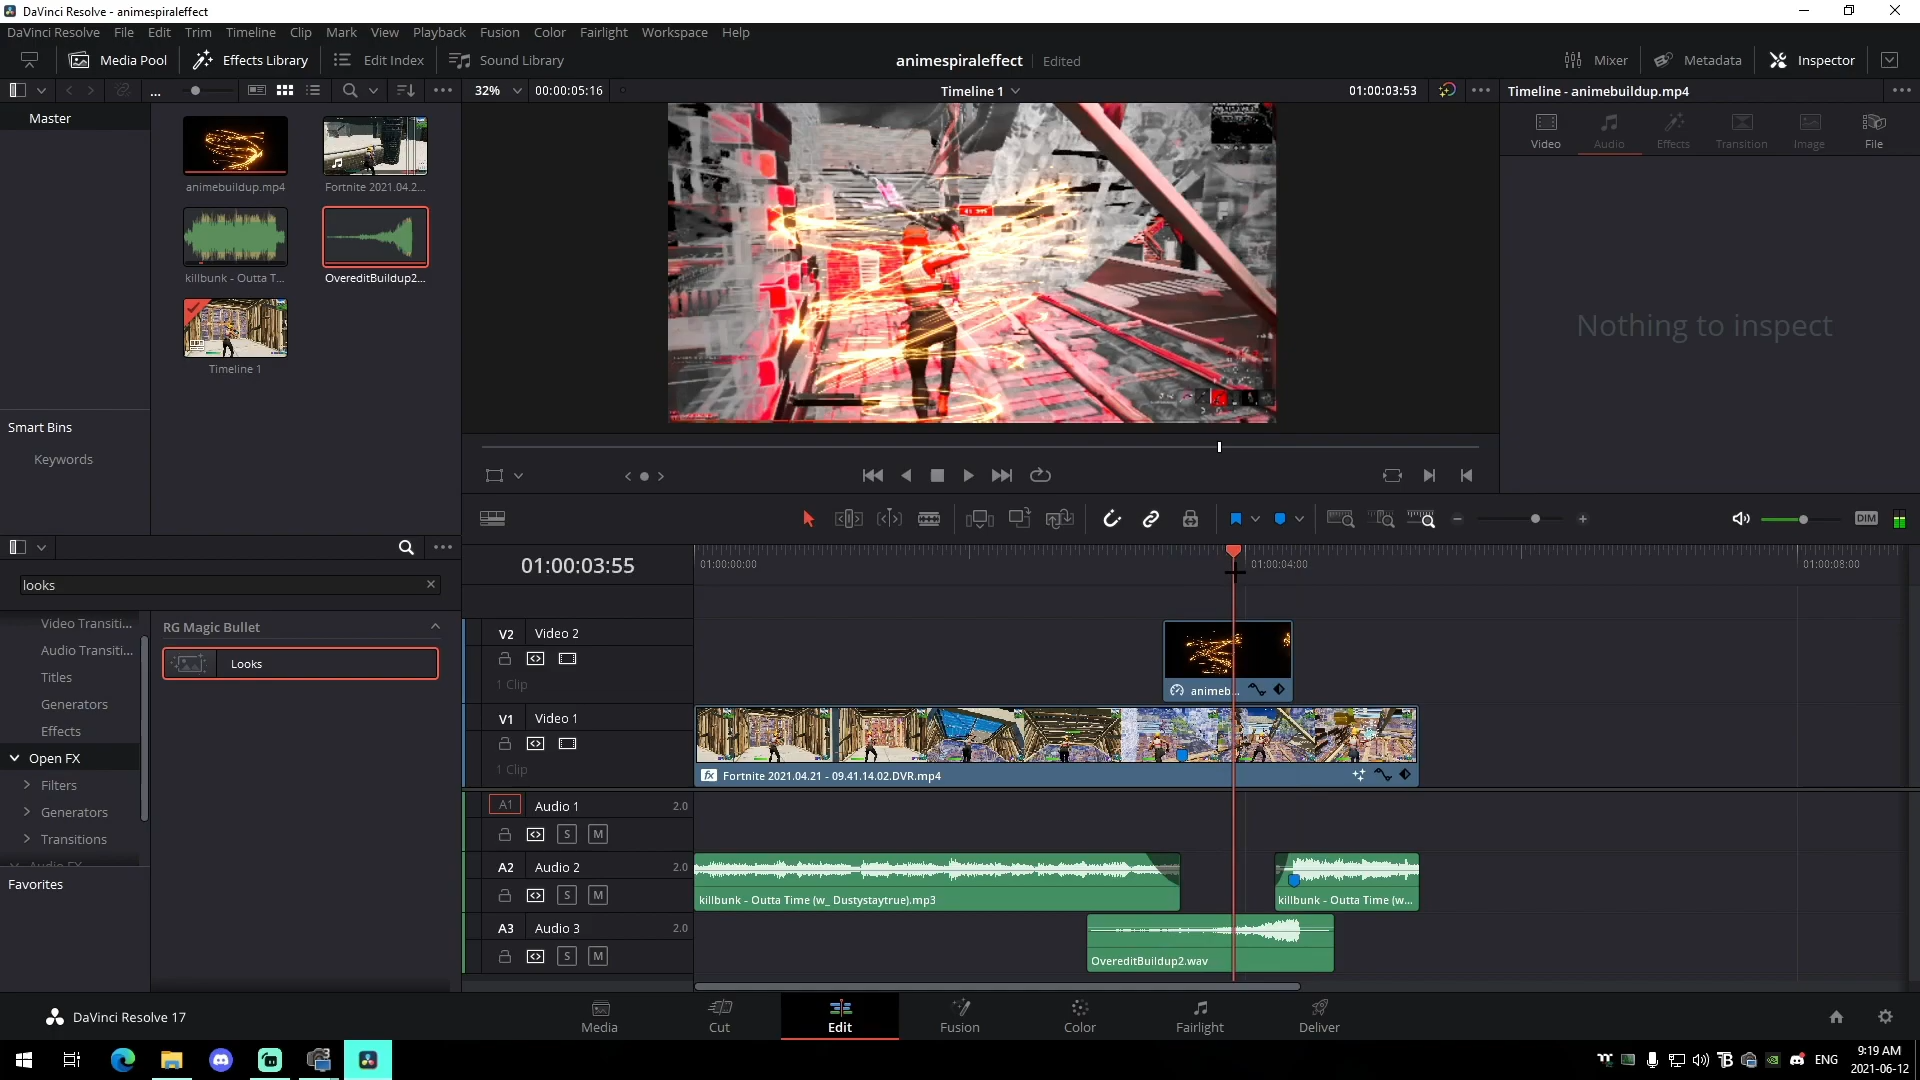 DaVinci Resolve - animespiraleffect
DaVinci Resolve File Edit Trim Timeline Clip Mark View Playback Fusion Color Fairlight Workspace Help
Media Pool Effects Library Edit Index Sound Library animespiraleffect Edited Mixer Metadata Inspector
... 32% 00:00:05:16 Timeline 1 01:00:03:53 Timeline - animebuildup.mp4
Master
Video Audio Effects Transition Image File
animebuildup.mp4 Fortnite 2021.04.2...
killbunk - Outta T... OvereditBuildup2...
Timeline 1
Nothing to inspect
Smart Bins
Keywords
DIM
looks
01:00:03:55
01:00:00:00 01:00:04:00 01:00:08:00
Video Transiti...
Audio Transiti...
Titles
Generators
Effects
Open FX
Filters
Generators
Transitions
Audio FX
Favorites
RG Magic Bullet
Looks
V2 Video 2
1 Clip
animeb...
V1 Video 1
1 Clip
fx Fortnite 2021.04.21 - 09.41.14.02.DVR.mp4
A1 Audio 1 2.0
S M
A2 Audio 2 2.0
S M
killbunk - Outta Time (w_ Dustystaytrue).mp3 killbunk - Outta Time (w...
A3 Audio 3 2.0
S M
OvereditBuildup2.wav
DaVinci Resolve 17
Media Cut Edit Fusion Color Fairlight Deliver
ENG
9:19 AM
2021-06-12